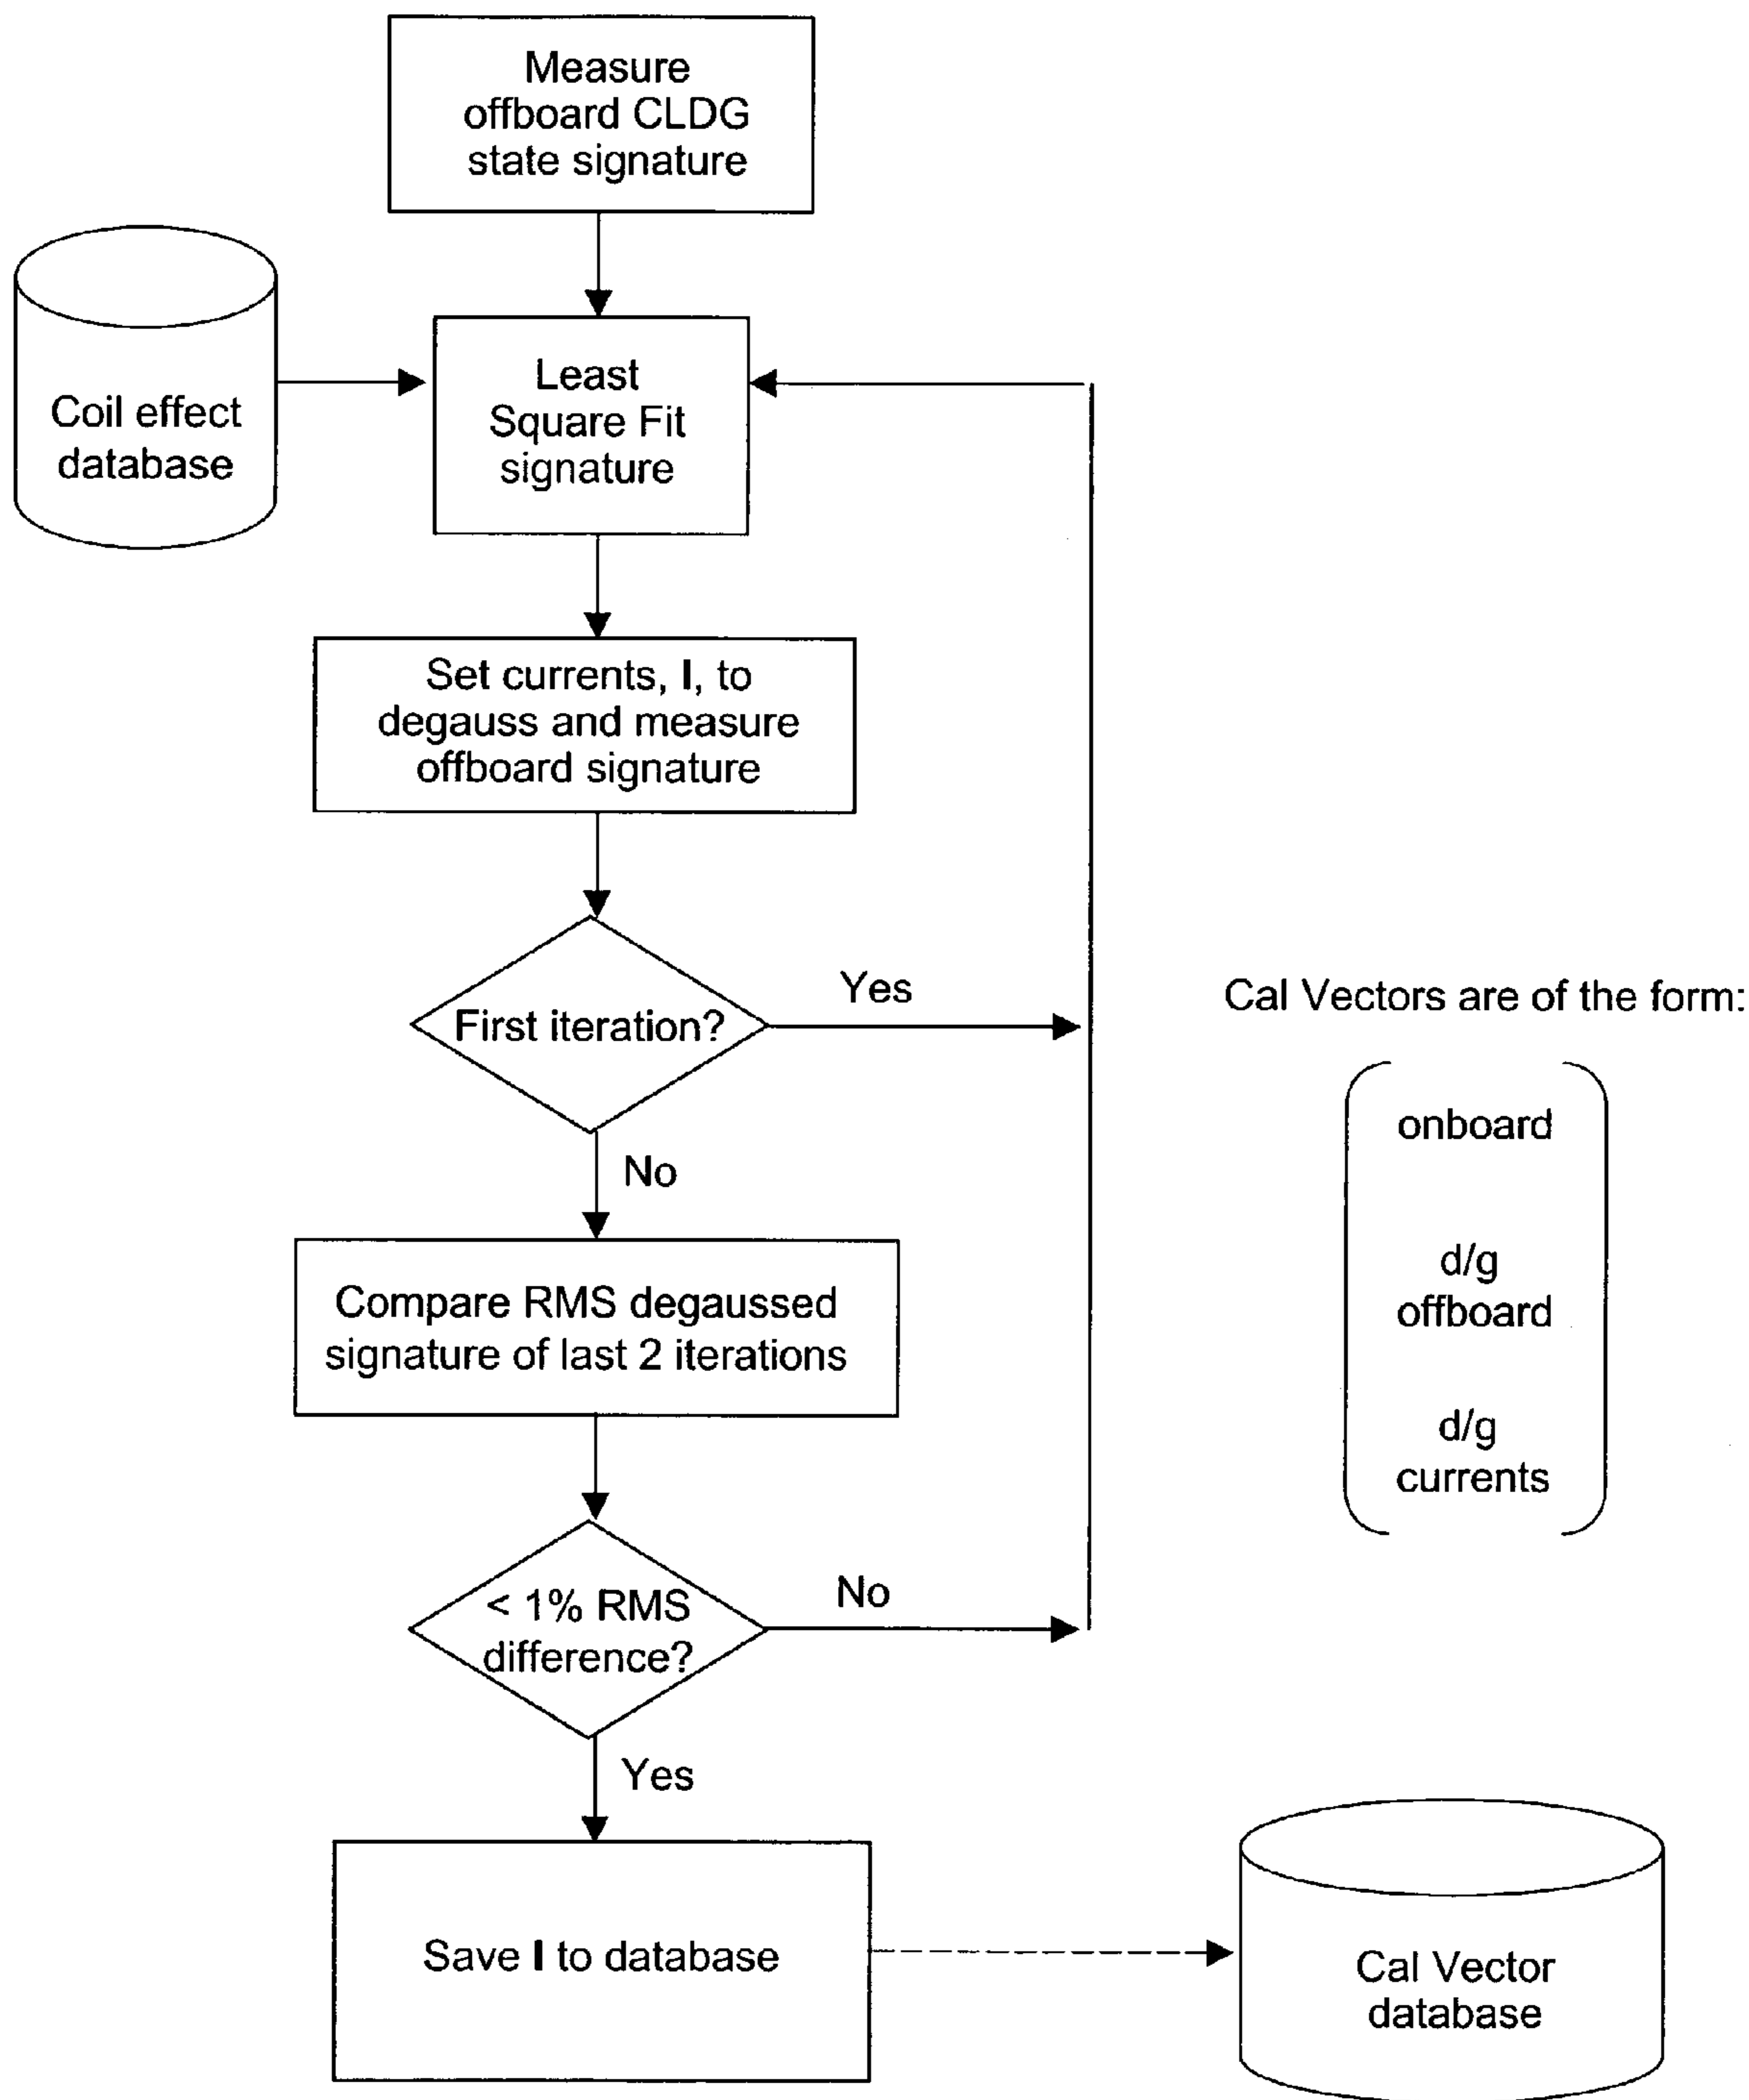 Measure
offboard CLDG
state signature
Coil effect
database
Least
Square Fit
signature
Set currents, I, to
degauss and measure
offboard signature
First iteration?
Yes
No
Cal Vectors are of the form:
onboard
d/g
offboard
d/g
currents
Compare RMS degaussed
signature of last 2 iterations
< 1% RMS
difference?
No
Yes
Save I to database
Cal Vector
database